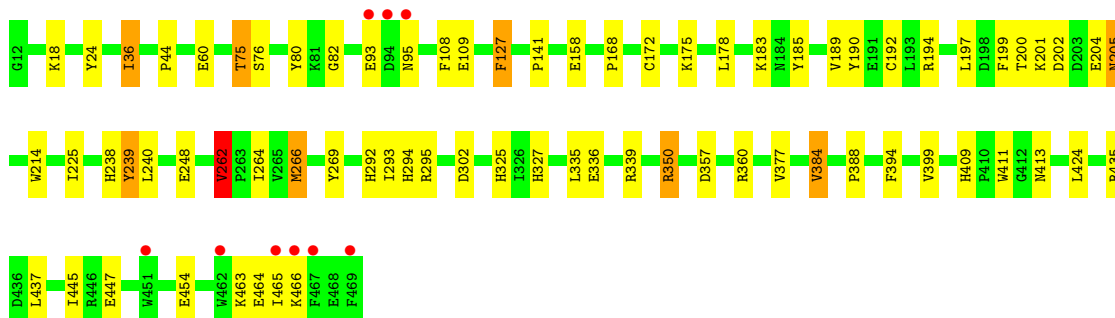 G12 K18 Y24 I36 P44 E60 T75 S76 Y80 K81 G82 E93 D94 N95 F108 E109 F127 P141 E158 P168 C172 K175 L178 K183 N184 Y185 V189 Y190 E191 C192 L193 R194 L197 D198 F199 T200 K201 D202 D203 E204 N205
W214 I225 H238 Y239 L240 E248 V262 P263 I264 V265 M266 Y269 H292 I293 H294 R295 D302 H325 I326 H327 L335 E336 R339 R350 D357 R360 V377 V384 P388 F394 V399 H409 P410 W411 G412 N413 L424
D436 L437 I445 R446 E447 W451 E454 W462 K463 E464 I465 K466 F467 E468 F469